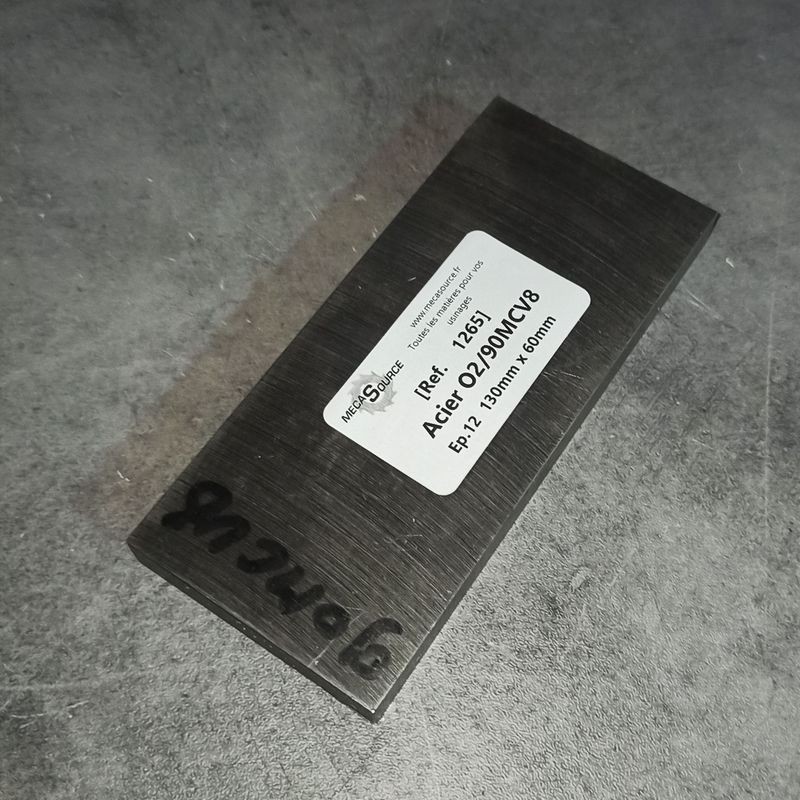 MECASOURCE
www.mecasource.fr
Toutes les matières pour vos
usinages
[Ref. 1265]
Acier O2/90MCV8
Ep.12 130mm x 60mm
90MCV8